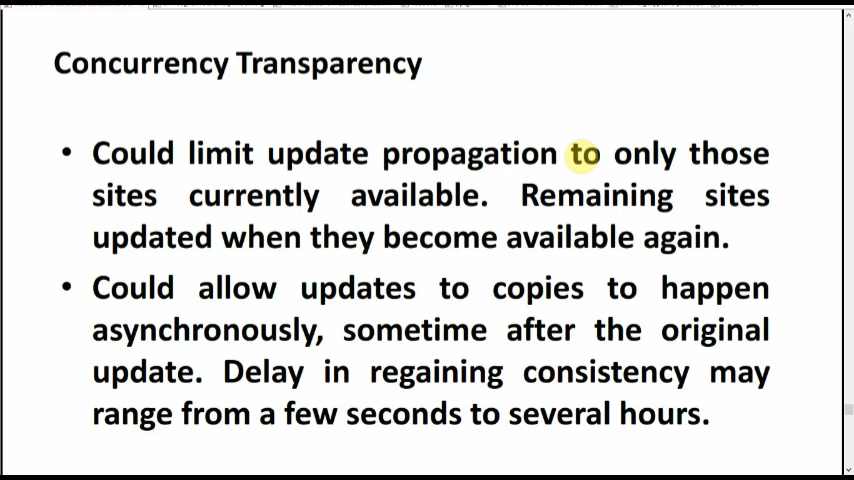 Concurrency Transparency
• Could limit update propagation to only those
sites currently available. Remaining sites
updated when they become available again.
• Could allow updates to copies to happen
asynchronously, sometime after the original
update. Delay in regaining consistency may
range from a few seconds to several hours.